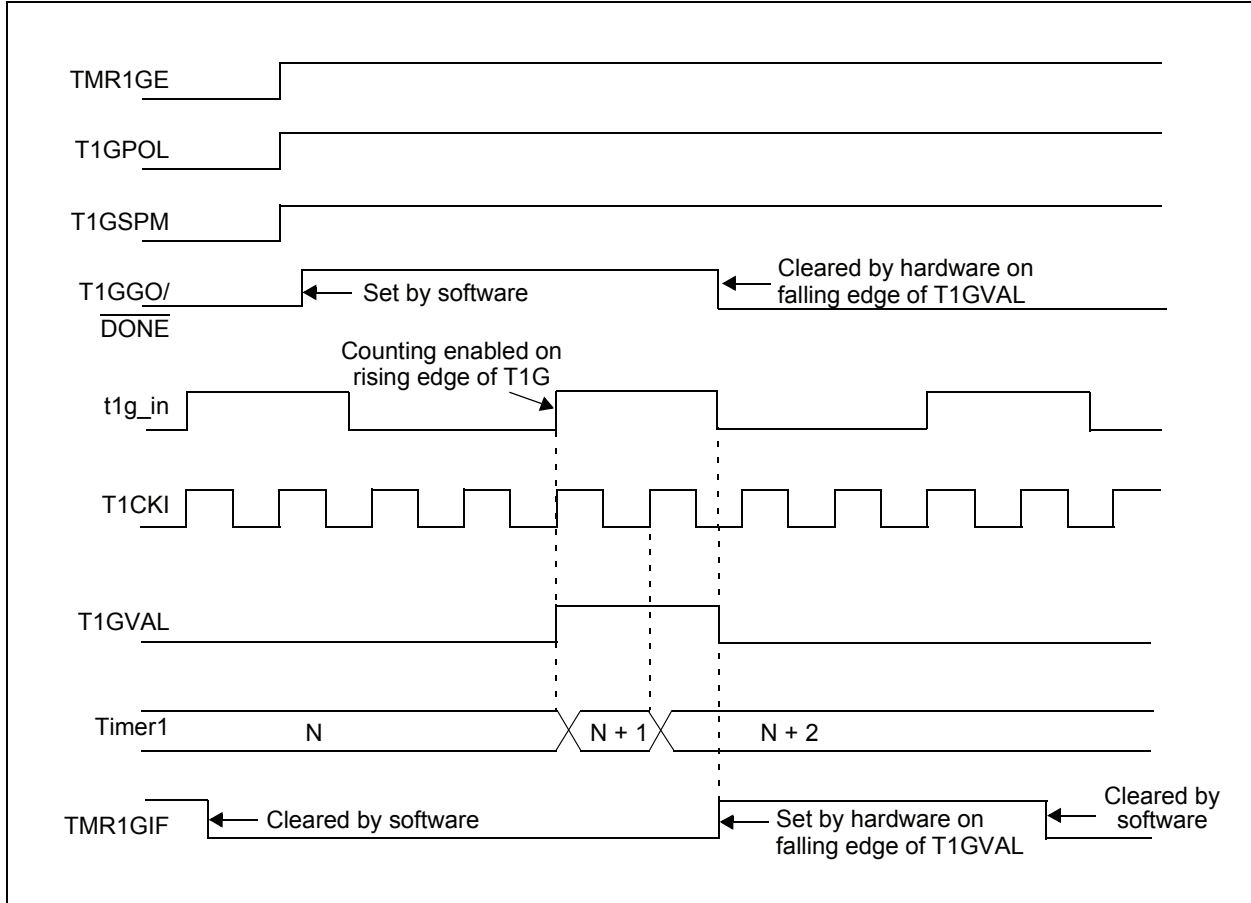 TMR1GE
T1GPOL
T1GSPM
T1GGO/
DONE
Set by software
Cleared by hardware on
falling edge of T1GVAL
Counting enabled on
rising edge of T1G
t1g_in
T1CKI
T1GVAL
Timer1
N
N + 1
N + 2
TMR1GIF
Cleared by software
Set by hardware on
falling edge of T1GVAL
Cleared by
software